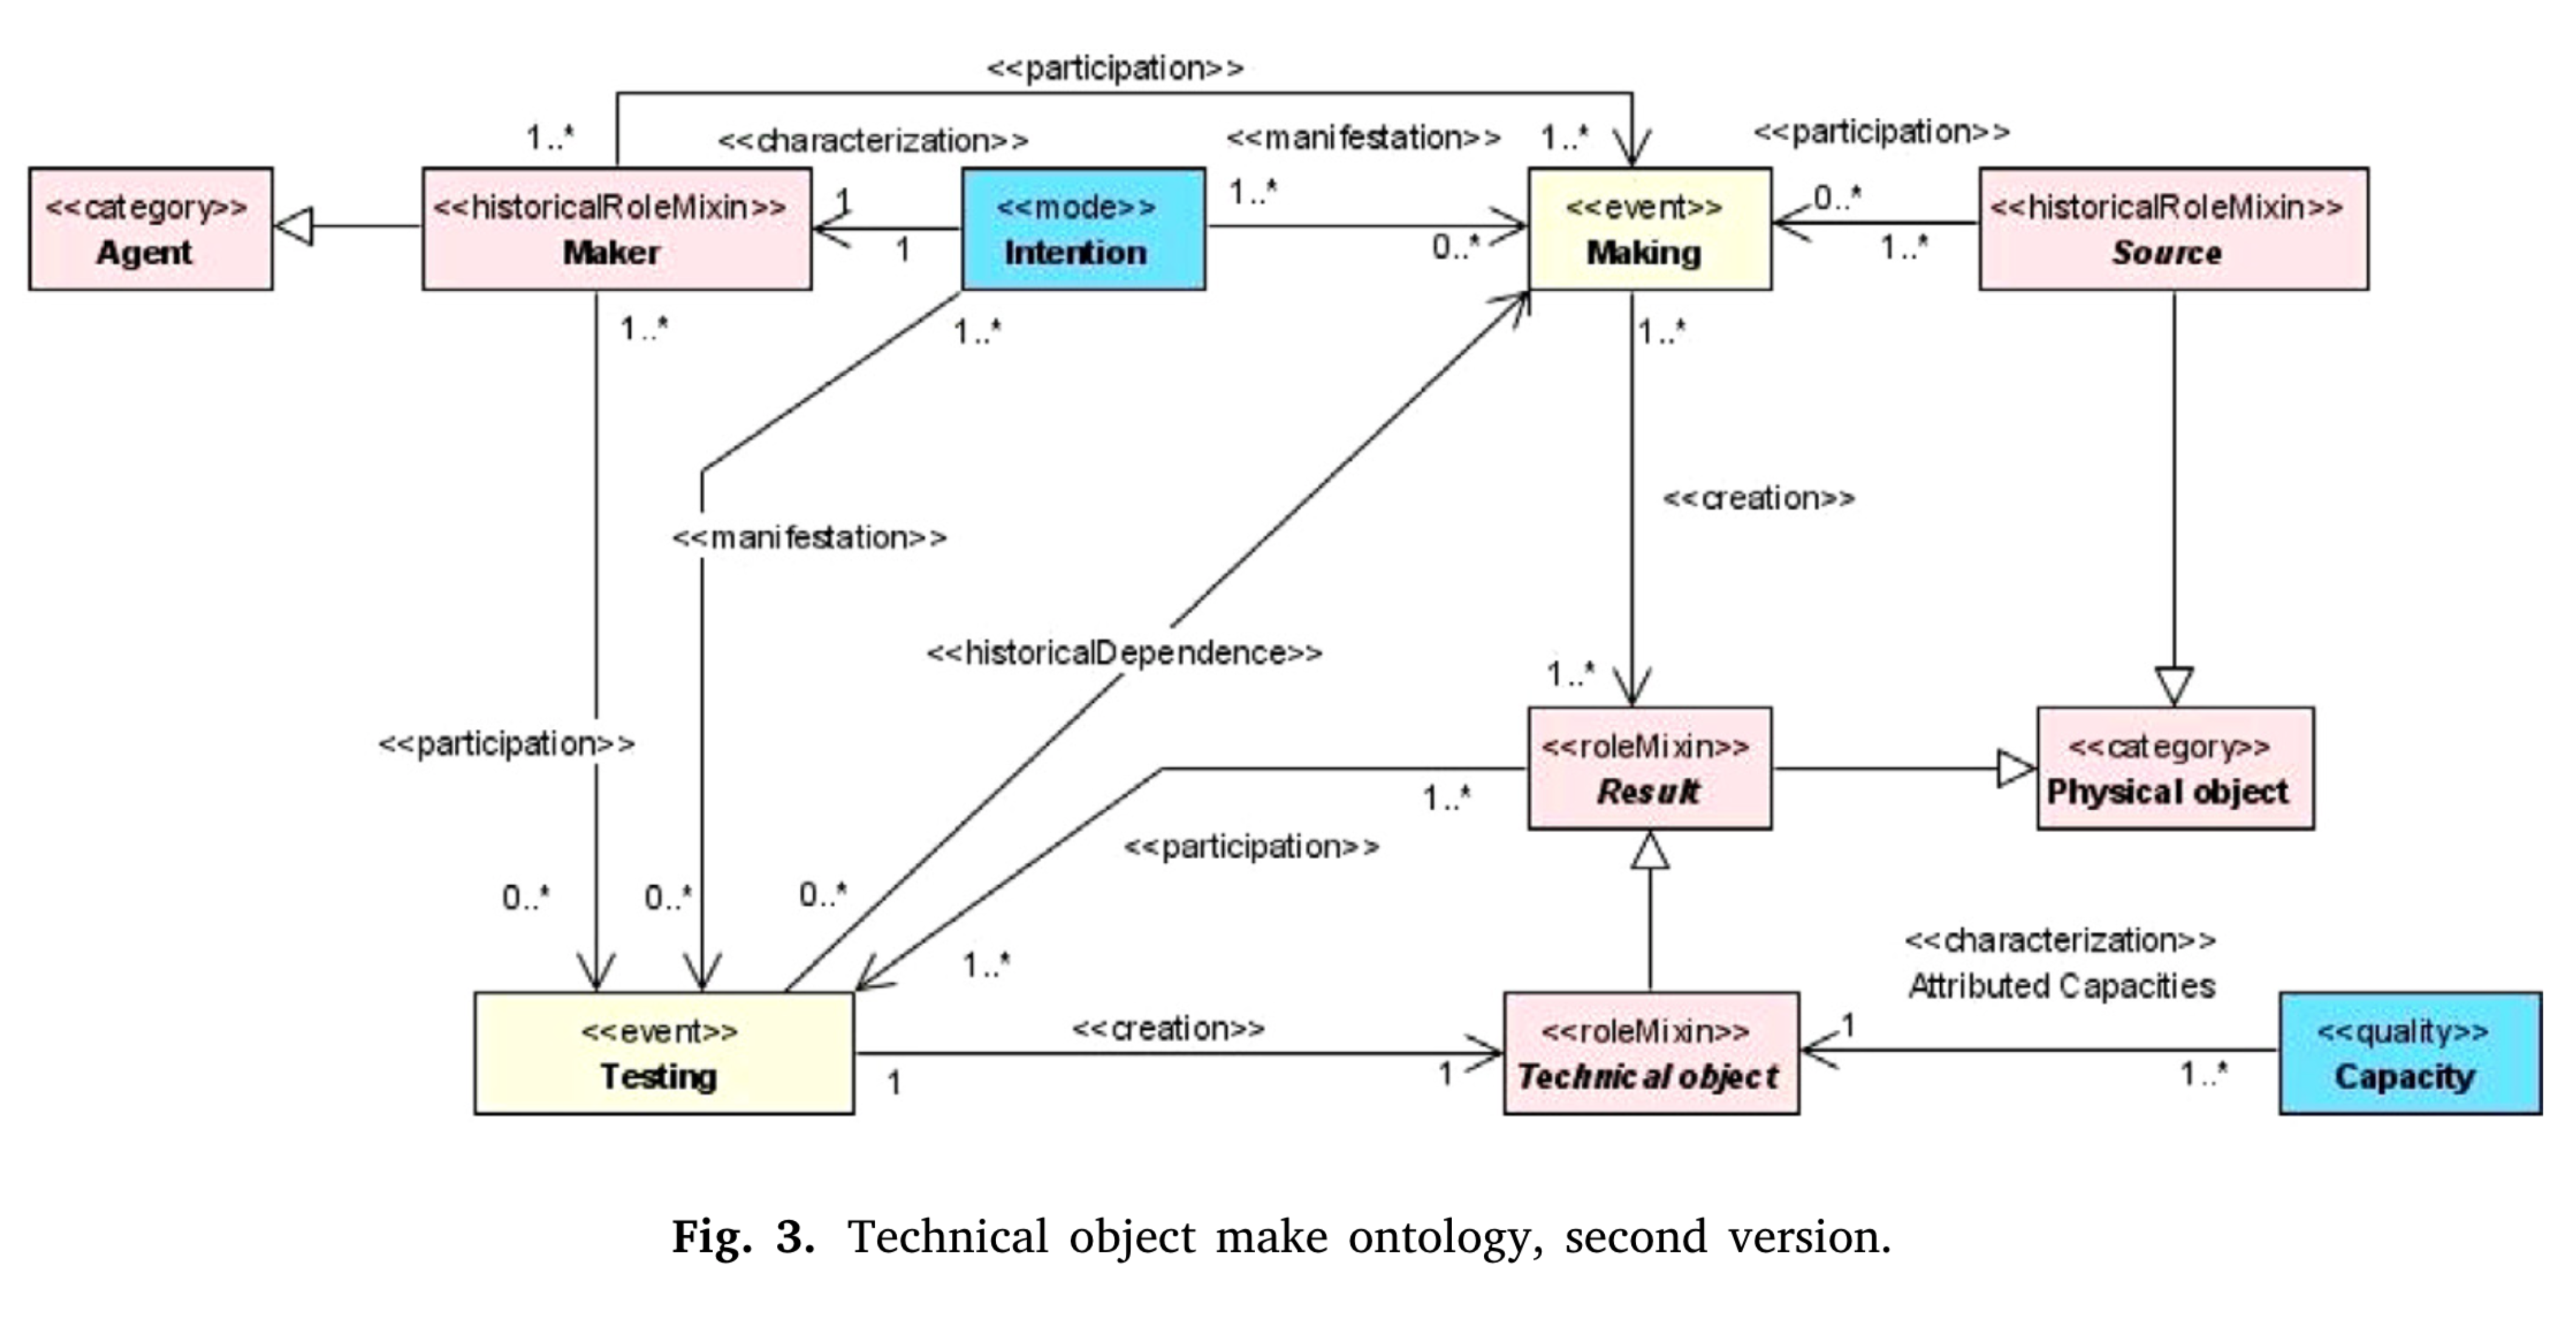 <<participation>>
1..*
<<characterization>>
<<manifestation>>
1..*
<<participation>>
<<category>>
Agent
<<historicalRoleMixin>>
Maker
1
1
<<mode>>
Intention
1..*
0..*
<<event>>
Making
0..*
1..*
<<historicalRoleMixin>>
Source
1..*
1..*
1..*
<<creation>>
<<manifestation>>
<<historicalDependence>>
1..*
<<participation>>
<<roleMixin>>
Result
<<category>>
Physical object
1..*
<<participation>>
0..*
0..*
0..*
1..*
<<characterization>>
Attributed Capacities
<<event>>
Testing
<<creation>>
1
1
<<roleMixin>>
Technical object
1
1..*
<<quality>>
Capacity
Fig. 3. Technical object make ontology, second version.